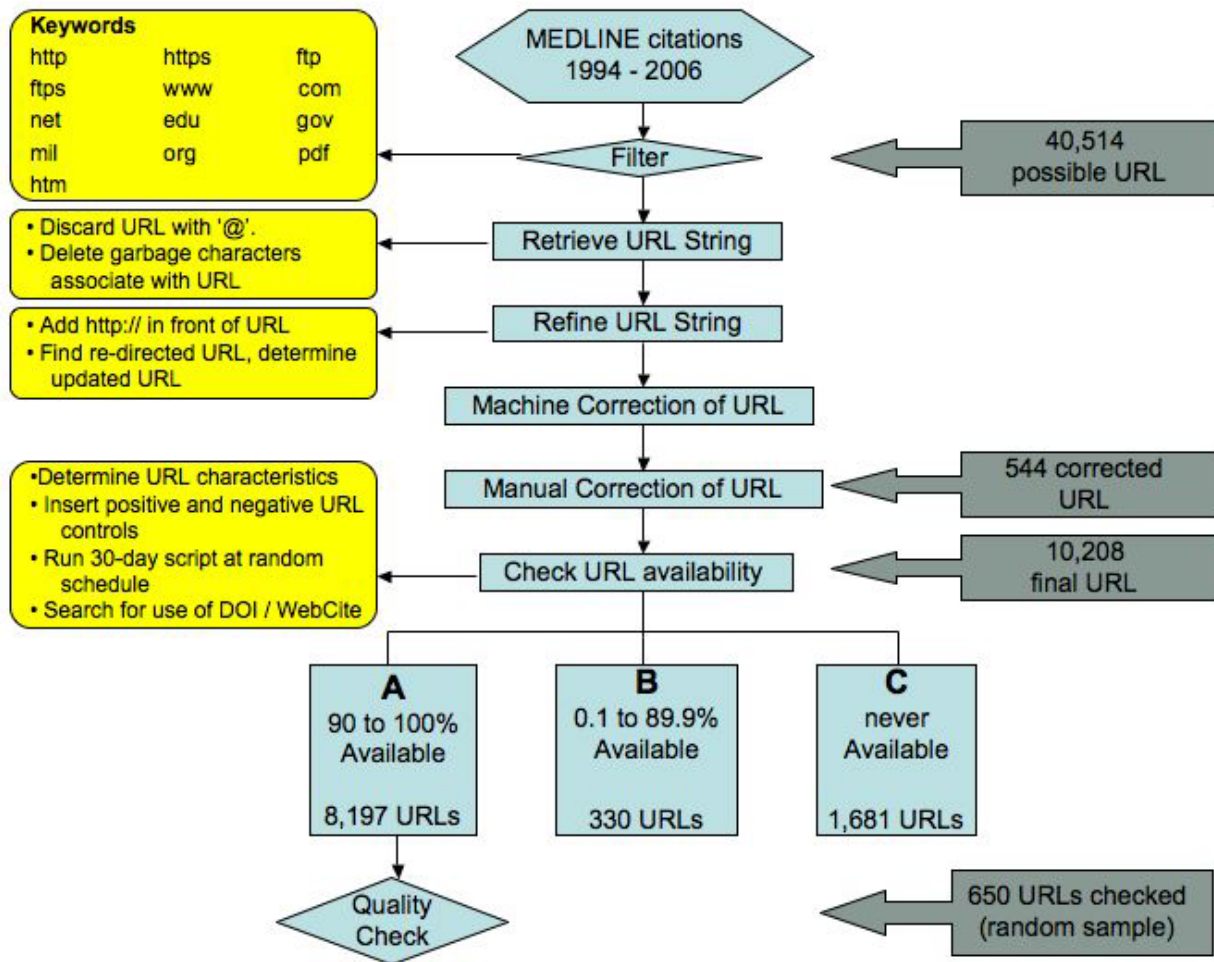 Keywords
http https ftp
ftps www com
net edu gov
mil org pdf
htm
MEDLINE citations
1994 - 2006
Filter
40,514
possible URL
• Discard URL with '@'.
• Delete garbage characters
associate with URL
Retrieve URL String
• Add http:// in front of URL
• Find re-directed URL, determine
updated URL
Refine URL String
Machine Correction of URL
Manual Correction of URL
544 corrected
URL
•Determine URL characteristics
• Insert positive and negative URL
controls
• Run 30-day script at random
schedule
• Search for use of DOI / WebCite
Check URL availability
10,208
final URL
A
90 to 100%
Available
8,197 URLs
B
0.1 to 89.9%
Available
330 URLs
C
never
Available
1,681 URLs
Quality
Check
650 URLs checked
(random sample)